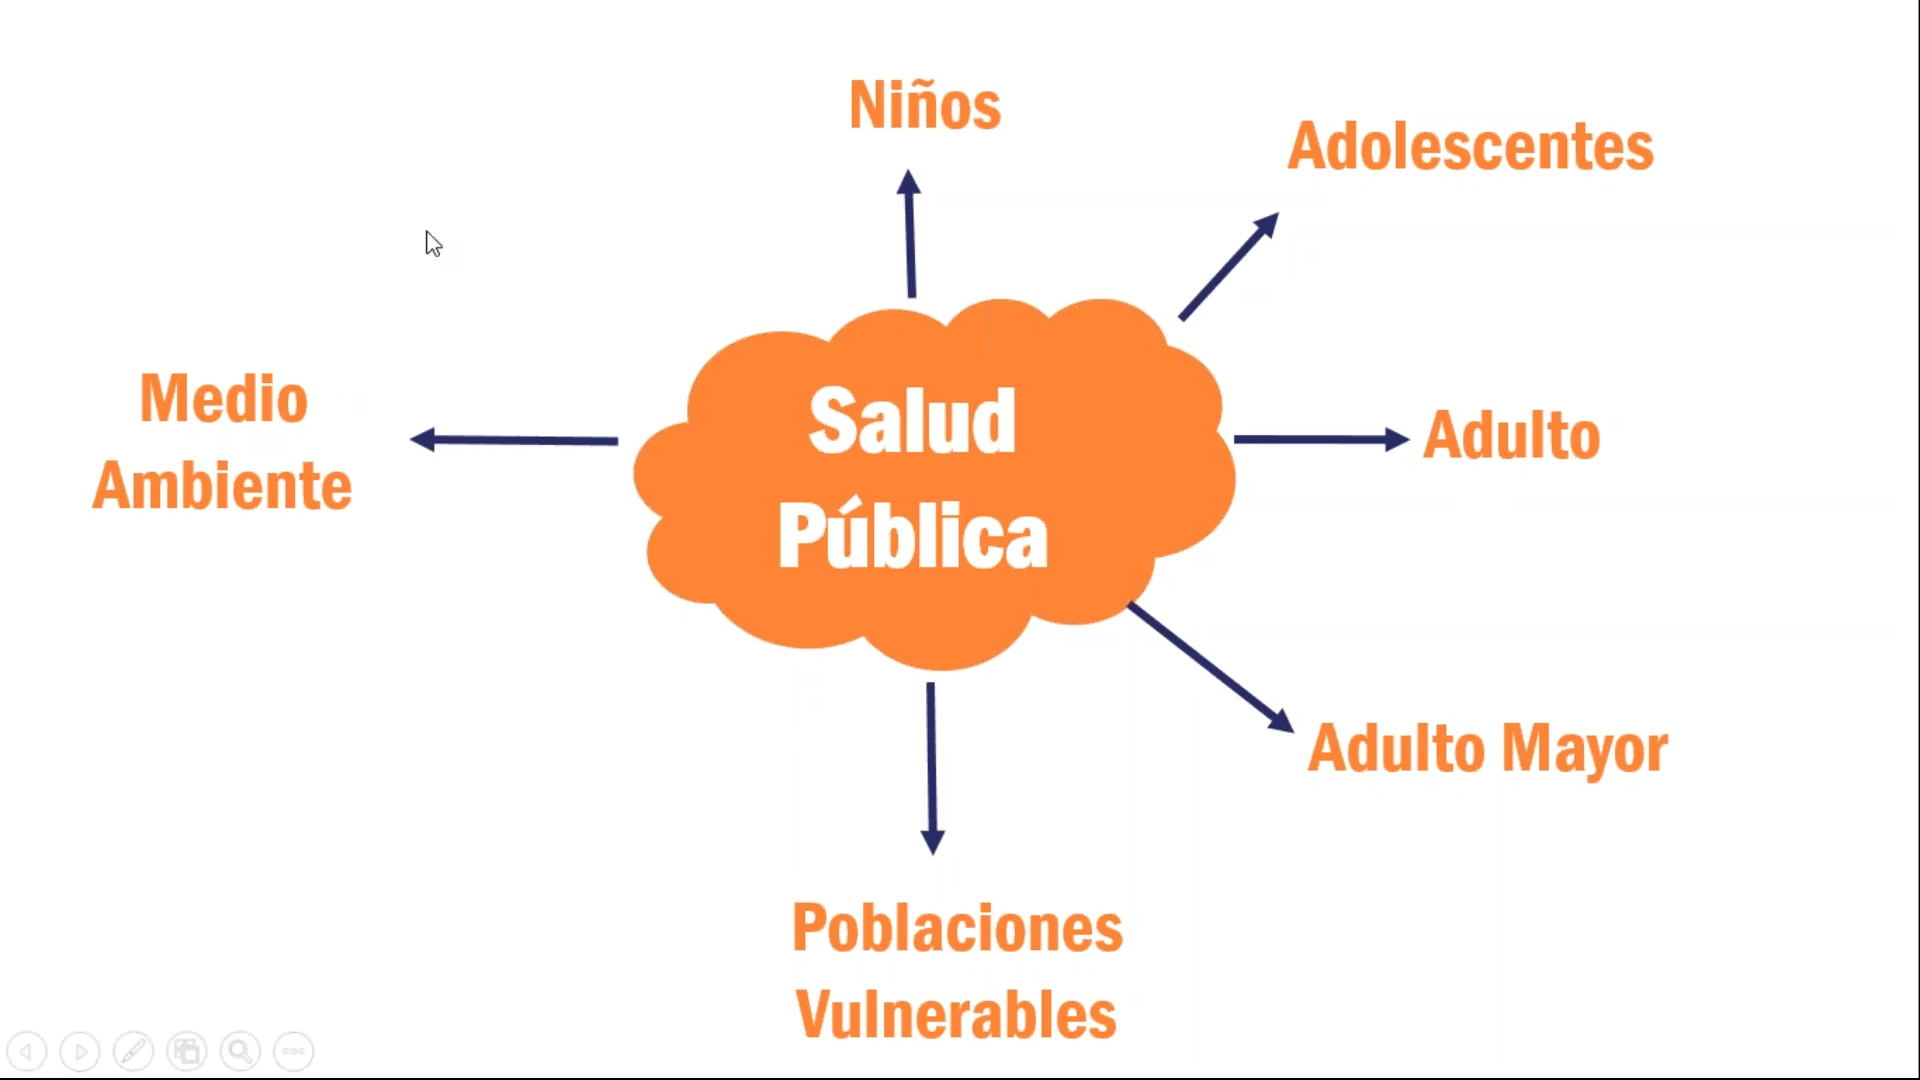 Niños
Adolescentes
Medio
Ambiente
Salud
Pública
Adulto
Adulto Mayor
Poblaciones
Vulnerables